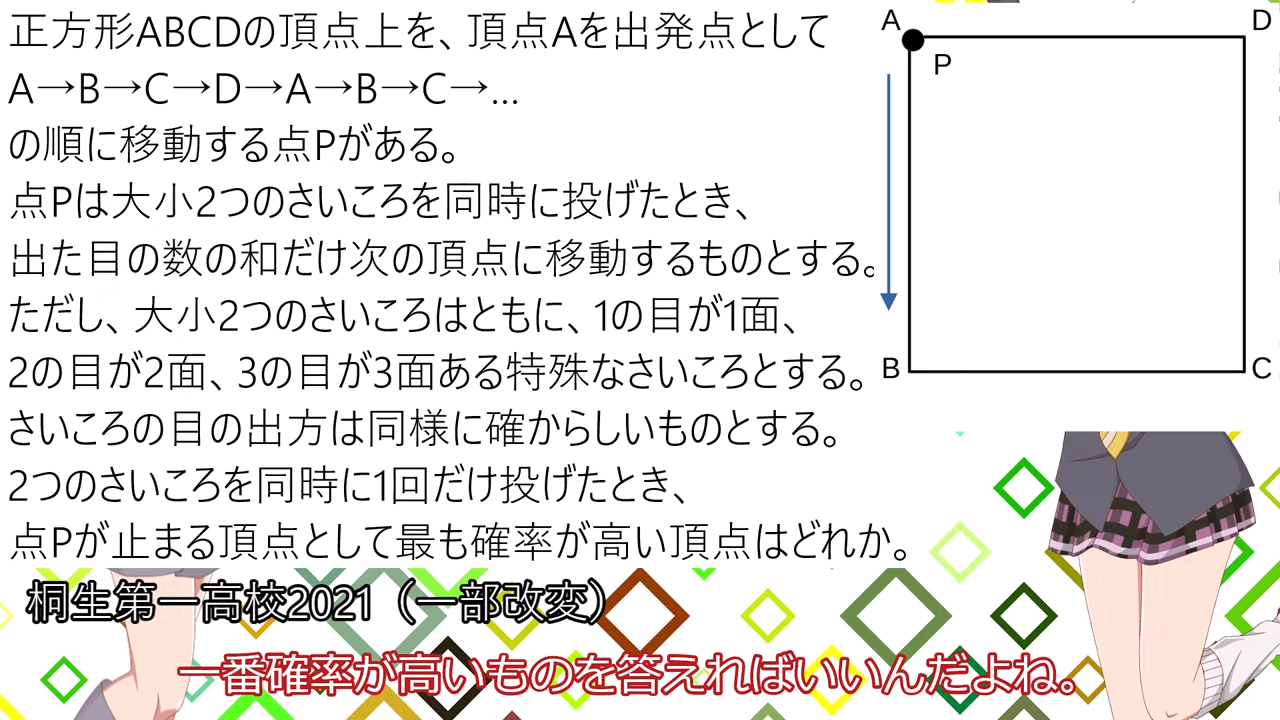 正方形ABCDの頂点上を、頂点Aを出発点として
A→B→C→D→A→B→C→…
の順に移動する点Pがある。
点Pは大小2つのさいころを同時に投げたとき、
出た目の数の和だけ次の頂点に移動するものとする。
ただし、大小2つのさいころはともに、1の目が1面、
2の目が2面、3の目が3面ある特殊なさいころとする。
さいころの目の出方は同様に確からしいものとする。
2つのさいころを同時に1回だけ投げたとき、
点Pが止まる頂点として最も確率が高い頂点はどれか。
A
D
P
B
C
桐生第一高校2021（一部改変）
一番確率が高いものを答えればいいんだよね。